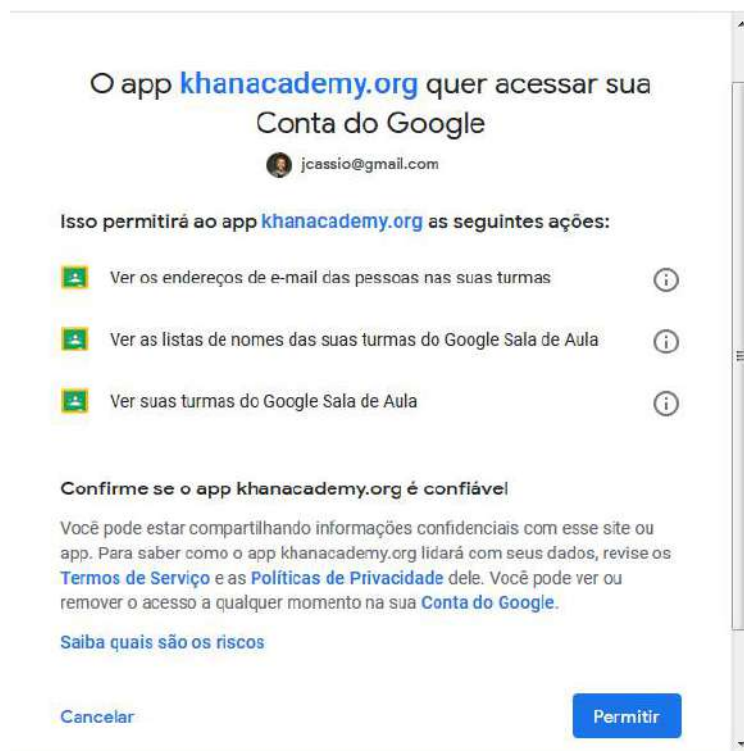 O app khanacademy.org quer acessar sua
Conta do Google
jcassio@gmail.com
Isso permitirá ao app khanacademy.org as seguintes ações:
Ver os endereços de e-mail das pessoas nas suas turmas
Ver as listas de nomes das suas turmas do Google Sala de Aula
Ver suas turmas do Google Sala de Aula
Confirme se o app khanacademy.org é confiável
Você pode estar compartilhando informações confidenciais com esse site ou
app. Para saber como o app khanacademy.org lidará com seus dados, revise os
Termos de Serviço e as Políticas de Privacidade dele. Você pode ver ou
remover o acesso a qualquer momento na sua Conta do Google.
Saiba quais são os riscos
Cancelar
Permitir